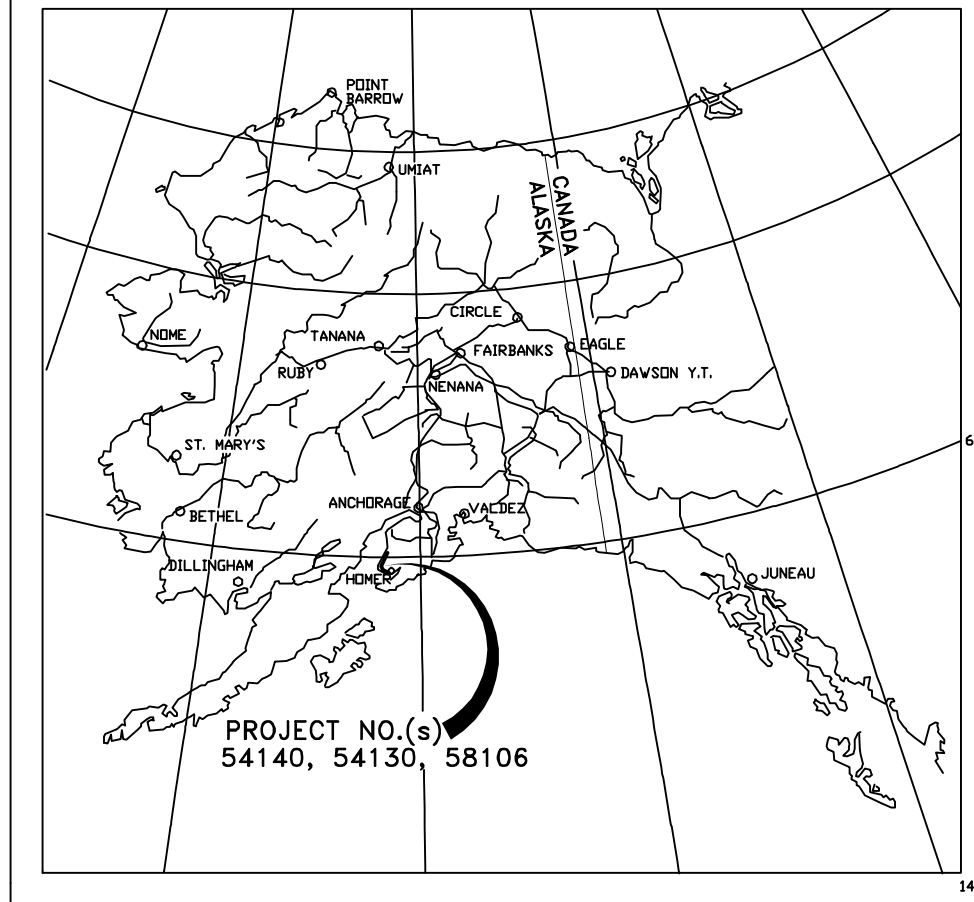 POINT
BARROW
UMIAT
CANADA
ALASKA
CIRCLE
NOME
TANANA
FAIRBANKS
EAGLE
RUBY
DAWSON Y.T.
NENANA
6
ST. MARY'S
ANCHORAGE
VALDEZ
BETHEL
DILLINGHAM
HOMER
JUNEAU
PROJECT NO.(s)
54140, 54130, 58106
14